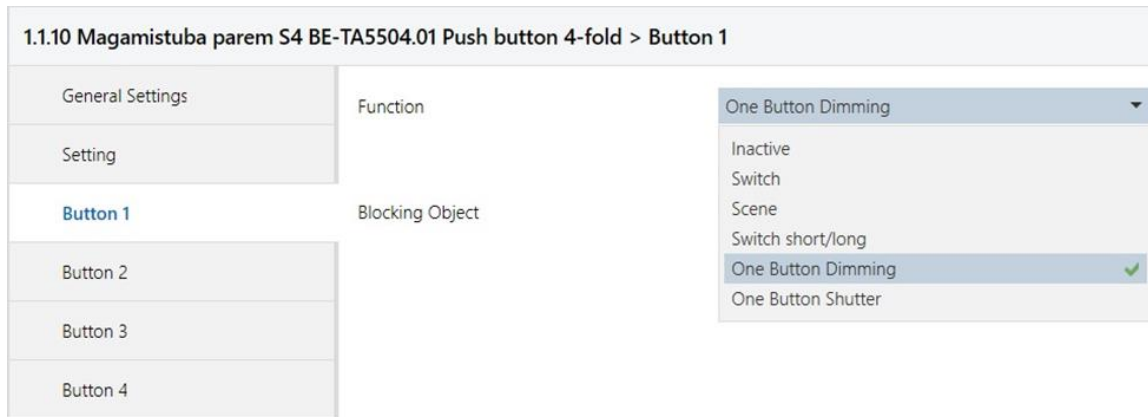 1.1.10 Magamistuba parem S4 BE-TA5504.01 Push button 4-fold > Button 1
General Settings
Setting
Button 1
Button 2
Button 3
Button 4
Function
One Button Dimming
Inactive
Switch
Scene
Switch short/long
One Button Dimming
One Button Shutter
Blocking Object